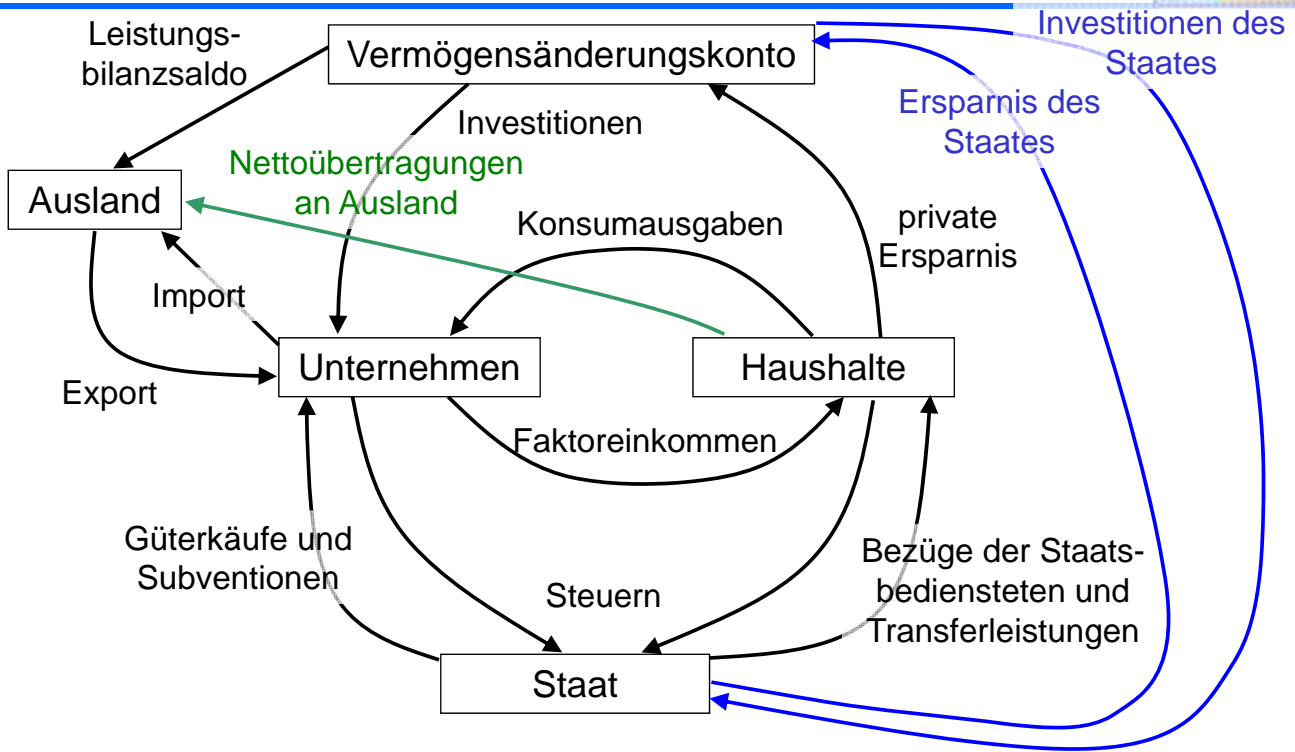 Leistungs-
bilanzsaldo
Vermögensänderungskonto
Investitionen des
Staates
Ersparnis des
Staates
Investitionen
Nettoübertragungen
an Ausland
Ausland
Konsumausgaben
private
Ersparnis
Import
Unternehmen
Haushalte
Export
Faktoreinkommen
Güterkäufe und
Subventionen
Steuern
Bezüge der Staats-
bediensteten und
Transferleistungen
Staat